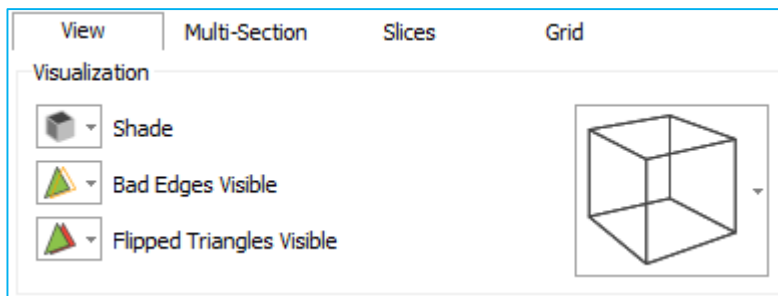 View Multi-Section Slices Grid
Visualization
Shade
Bad Edges Visible
Flipped Triangles Visible